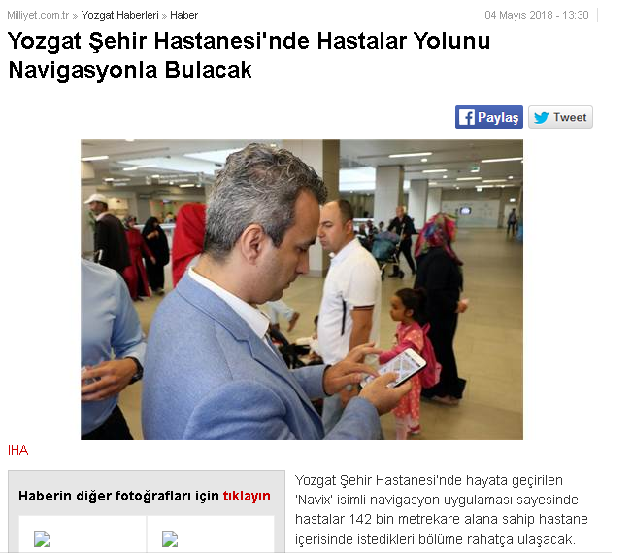 Milliyet.com.tr » Yozgat Haberleri » Haber
04 Mayıs 2018 - 13:30
Yozgat Şehir Hastanesi'nde Hastalar Yolunu
Navigasyonla Bulacak
Paylaş
Tweet
IHA
Haberin diğer fotoğrafları için tıklayın
Yozgat Şehir Hastanesi'nde hayata geçirilen
'Navix' isimli navigasyon uygulaması sayesinde
hastalar 142 bin metrekare alana sahip hastane
içerisinde istedikleri bölüme rahatça ulaşacak.